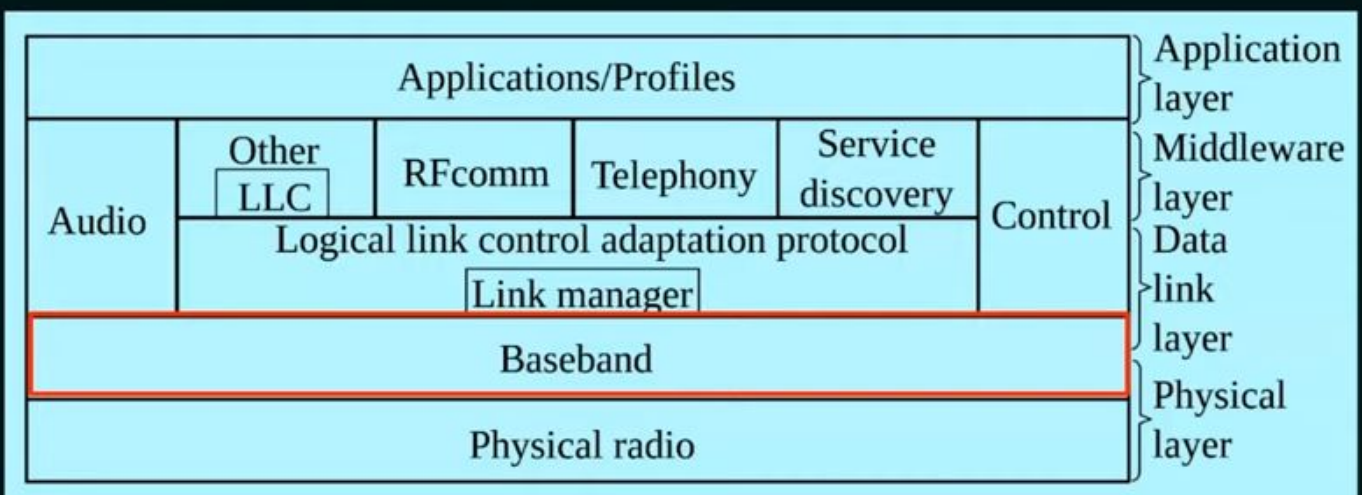 Applications/Profiles
Application
layer
Audio
Other
LLC
RFcomm
Telephony
Service
discovery
Control
Middleware
layer
Logical link control adaptation protocol
Link manager
Data
link
layer
Baseband
Physical radio
Physical
layer